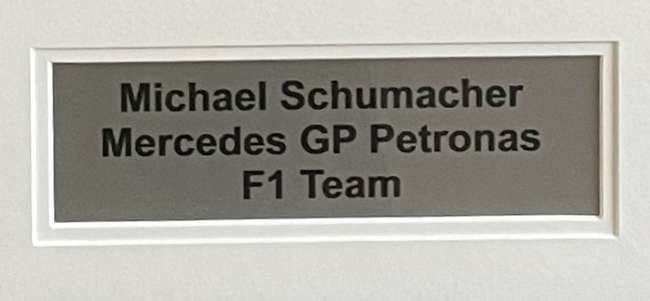 Michael Schumacher
Mercedes GP Petronas
F1 Team